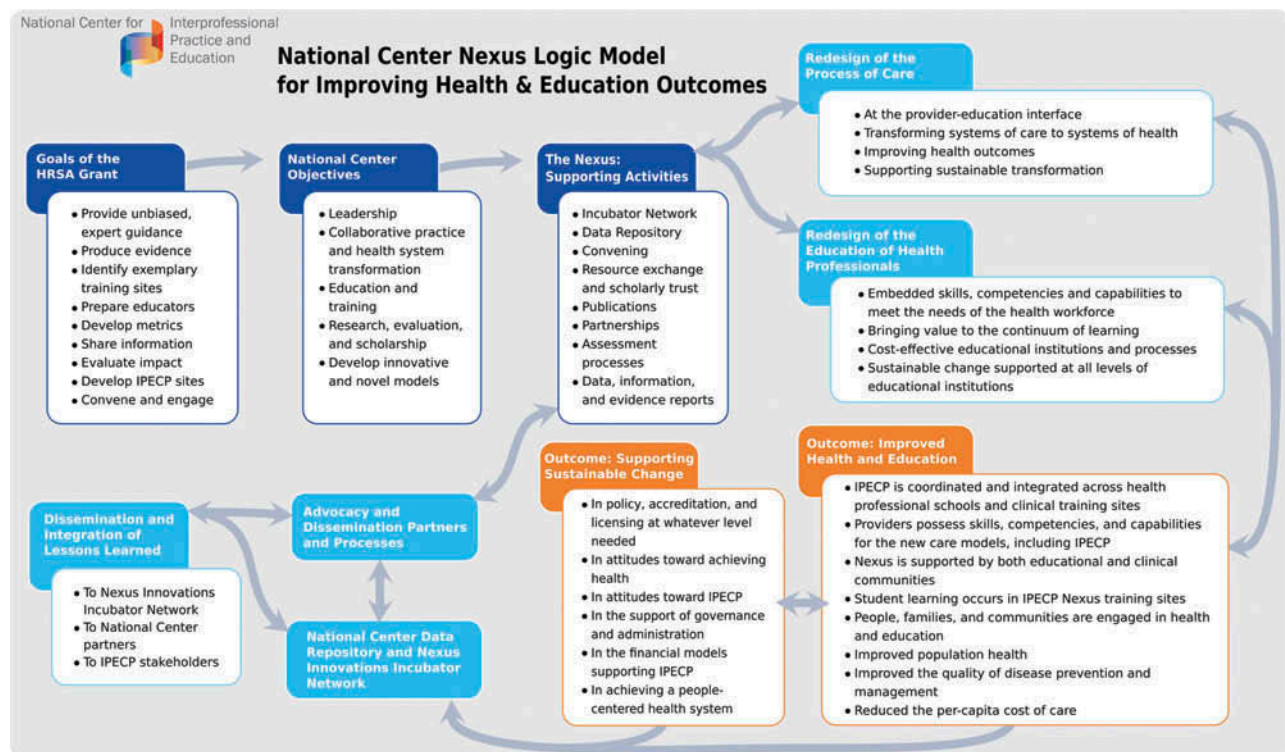 National Center for
Interprofessional
Practice and
Education
National Center Nexus Logic Model
for Improving Health & Education Outcomes
Goals of the
HRSA Grant
• Provide unbiased,
expert guidance
• Produce evidence
• Identify exemplary
training sites
• Prepare educators
• Develop metrics
• Share information
• Evaluate impact
• Develop IPECP sites
• Convene and engage
National Center
Objectives
• Leadership
• Collaborative practice
and health system
transformation
• Education and
training
• Research, evaluation,
and scholarship
• Develop innovative
and novel models
The Nexus:
Supporting Activities
• Incubator Network
• Data Repository
• Convening
• Resource exchange
and scholarly trust
• Publications
• Partnerships
• Assessment
processes
• Data, information,
and evidence reports
Redesign of the
Process of Care
• At the provider-education interface
• Transforming systems of care to systems of health
• Improving health outcomes
• Supporting sustainable transformation
Redesign of the
Education of Health
Professionals
• Embedded skills, competencies and capabilities to
meet the needs of the health workforce
• Bringing value to the continuum of learning
• Cost-effective educational institutions and processes
• Sustainable change supported at all levels of
educational institutions
Outcome: Improved
Health and Education
• IPECP is coordinated and integrated across health
professional schools and clinical training sites
• Providers possess skills, competencies, and capabilities
for the new care models, including IPECP
• Nexus is supported by both educational and clinical
communities
• Student learning occurs in IPECP Nexus training sites
• People, families, and communities are engaged in health
and education
• Improved population health
• Improved the quality of disease prevention and
management
• Reduced the per-capita cost of care
Outcome: Supporting
Sustainable Change
• In policy, accreditation, and
licensing at whatever level
needed
• In attitudes toward achieving
health
• In attitudes toward IPECP
• In the support of governance
and administration
• In the financial models
supporting IPECP
• In achieving a people-
centered health system
Advocacy and
Dissemination Partners
and Processes
National Center Data
Repository and Nexus
Innovations Incubator
Network
Dissemination and
Integration of
Lessons Learned
• To Nexus Innovations
Incubator Network
• To National Center
partners
• To IPECP stakeholders